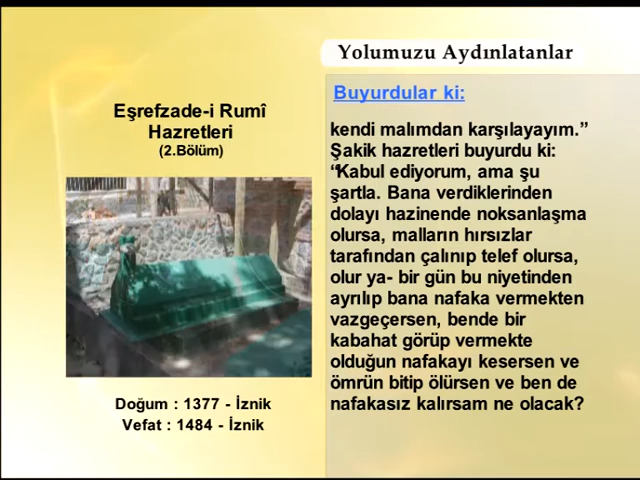 Yolumuzu Aydınlatanlar
Eşrefzade-i Rumî
Hazretleri
(2.Bölüm)
Doğum : 1377 - İznik
Vefat : 1484 - İznik
Buyurdular ki:
kendi malımdan karşılayayım.”
Şakik hazretleri buyurdu ki:
“Kabul ediyorum, ama şu
şartla. Bana verdiklerinden
dolayı hazinende noksanlaşma
olursa, malların hırsızlar
tarafından çalınıp telef olursa,
olur ya- bir gün bu niyetinden
ayrılıp bana nafaka vermekten
vazgeçersen, bende bir
kabahat görüp vermekte
olduğun nafakayı kesersen ve
ömrün bitip ölürsen ve ben de
nafakasız kalırsam ne olacak?